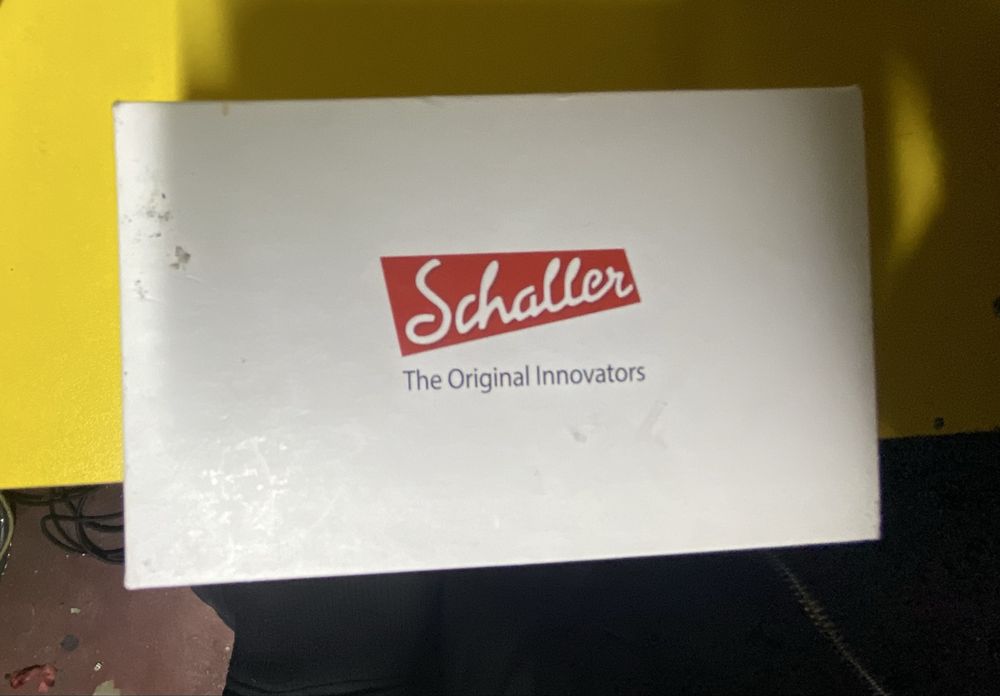 Schaller
The Original Innovators